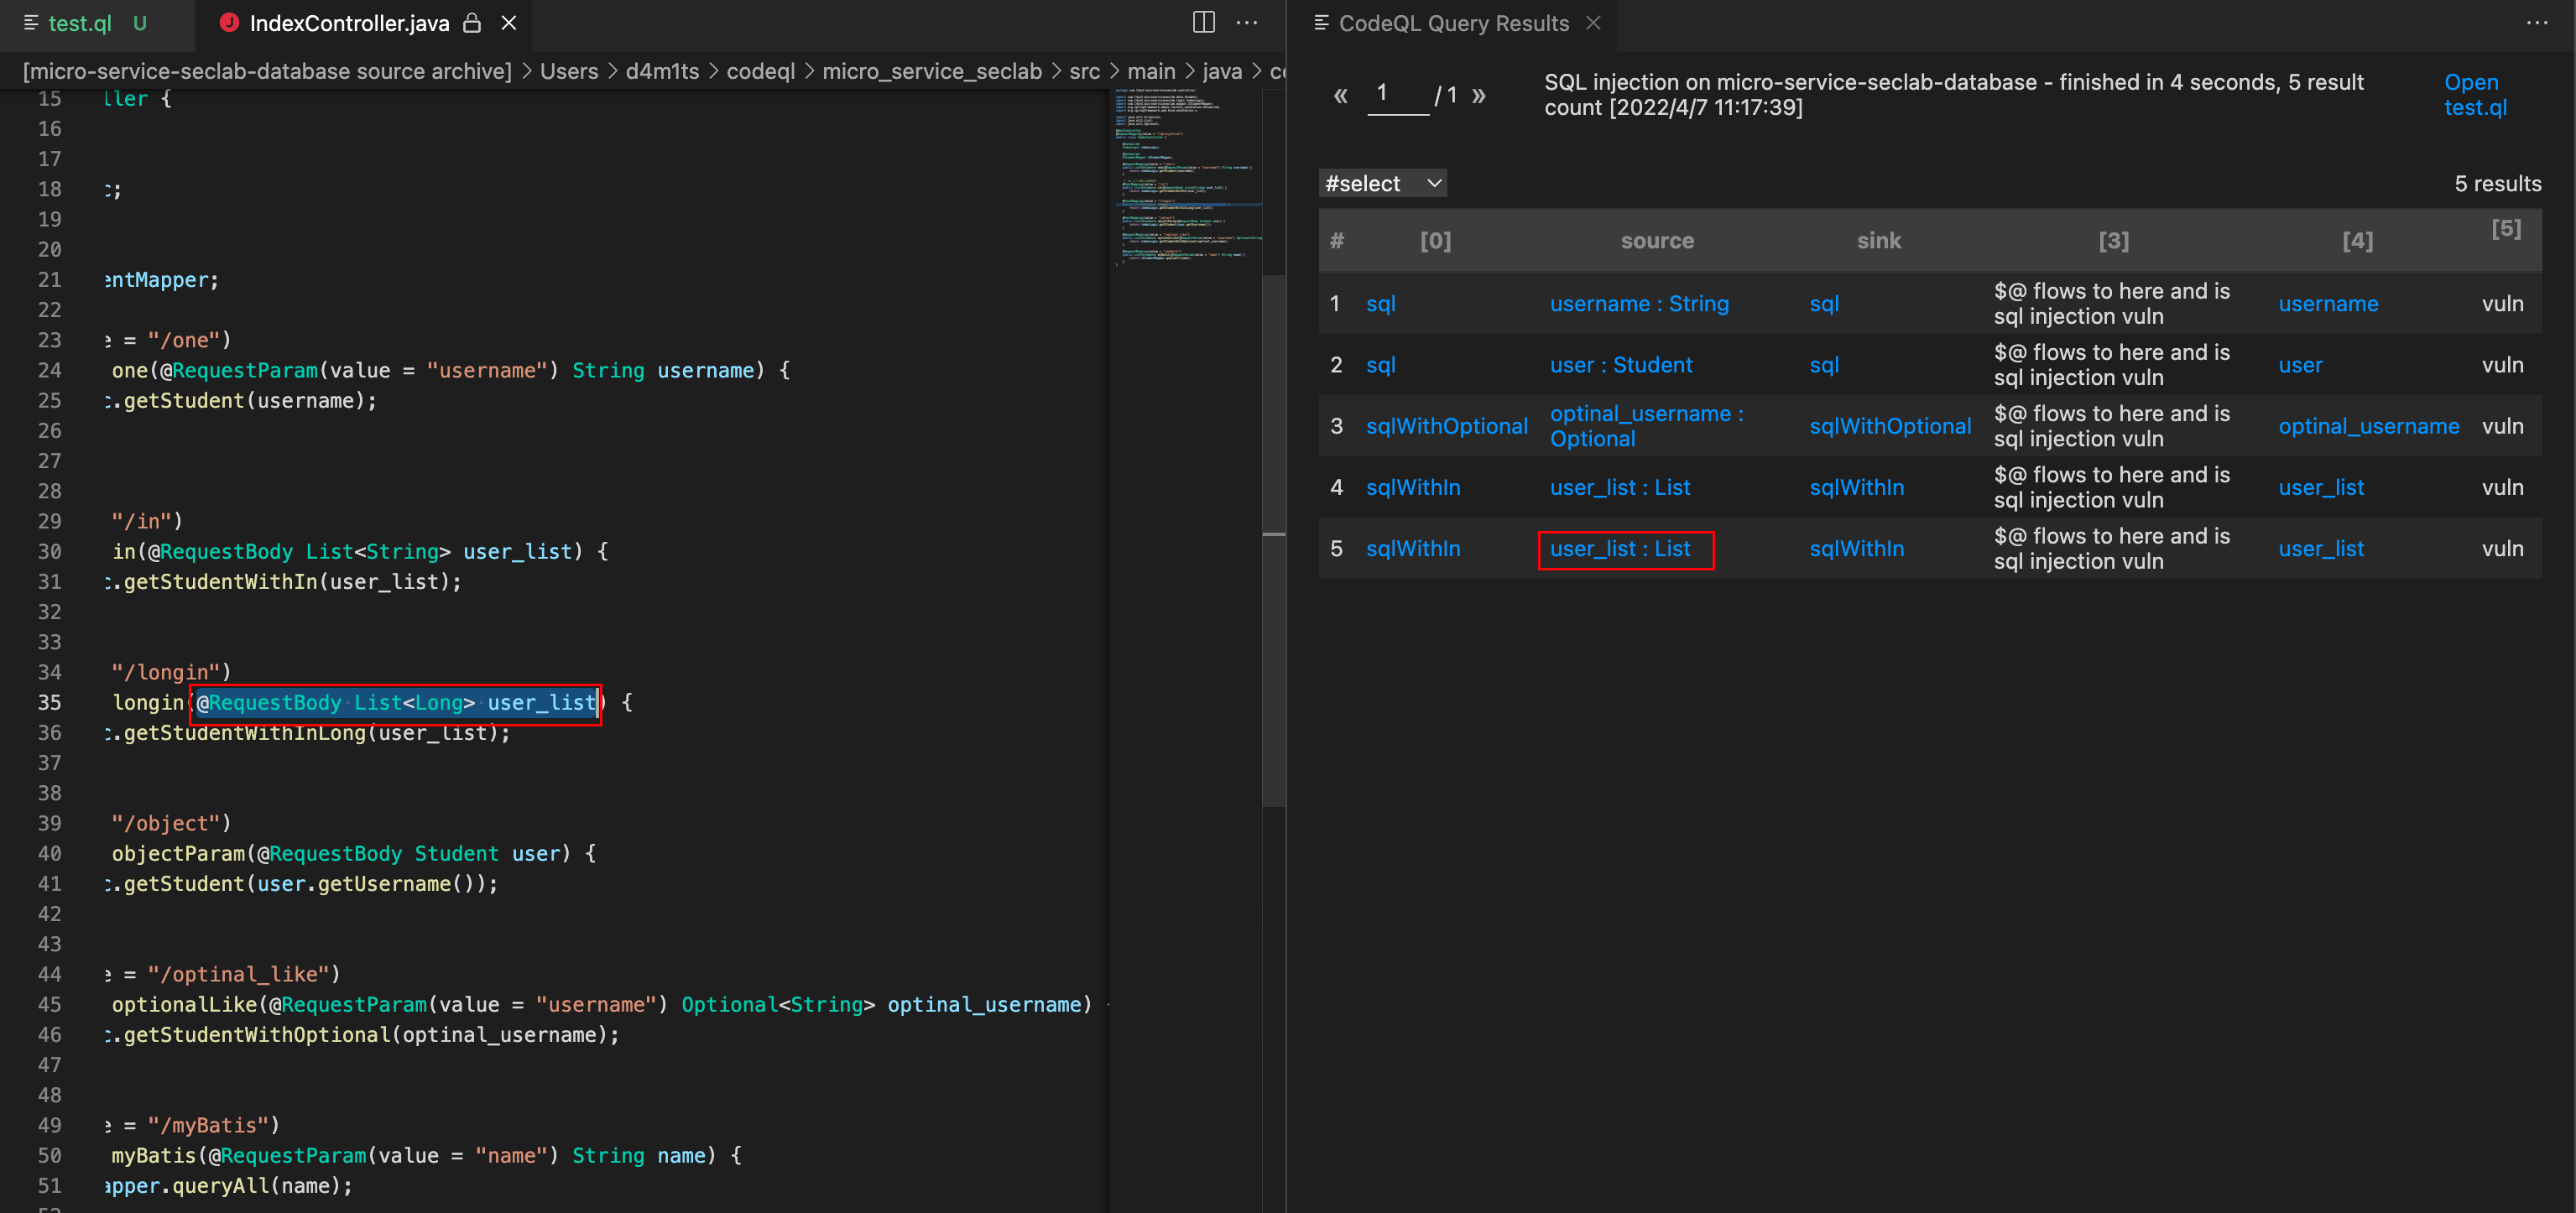 test.ql U
IndexController.java
[micro-service-seclab-database source archive] > Users > d4m1ts > codeql > micro_service_seclab > src > main > java > c
15 ller {
16
17
18 c;
19
20
21 entMapper;
22
23 e = "/one")
24 one(@RequestParam(value = "username") String username) {
25 c.getStudent(username);
26
27
28
29 "/in")
30 in(@RequestBody List<String> user_list) {
31 c.getStudentWithIn(user_list);
32
33
34 "/longin")
35 longin(@RequestBody List<Long> user_list) {
36 c.getStudentWithInLong(user_list);
37
38
39 "/object")
40 objectParam(@RequestBody Student user) {
41 c.getStudent(user.getUsername());
42
43
44 e = "/optinal_like")
45 optionalLike(@RequestParam(value = "username") Optional<String> optinal_username)
46 c.getStudentWithOptional(optinal_username);
47
48
49 e = "/myBatis")
50 myBatis(@RequestParam(value = "name") String name) {
51 apper.queryAll(name);
CodeQL Query Results
« 1 / 1 »
SQL injection on micro-service-seclab-database - finished in 4 seconds, 5 result
count [2022/4/7 11:17:39]
Open
test.ql
#select
5 results
# [0] source sink [3] [4] [5]
1 sql username : String sql $@ flows to here and is
sql injection vuln username vuln
2 sql user : Student sql $@ flows to here and is
sql injection vuln user vuln
3 sqlWithOptional optinal_username :
Optional sqlWithOptional $@ flows to here and is
sql injection vuln optinal_username vuln
4 sqlWithIn user_list : List sqlWithIn $@ flows to here and is
sql injection vuln user_list vuln
5 sqlWithIn user_list : List sqlWithIn $@ flows to here and is
sql injection vuln user_list vuln